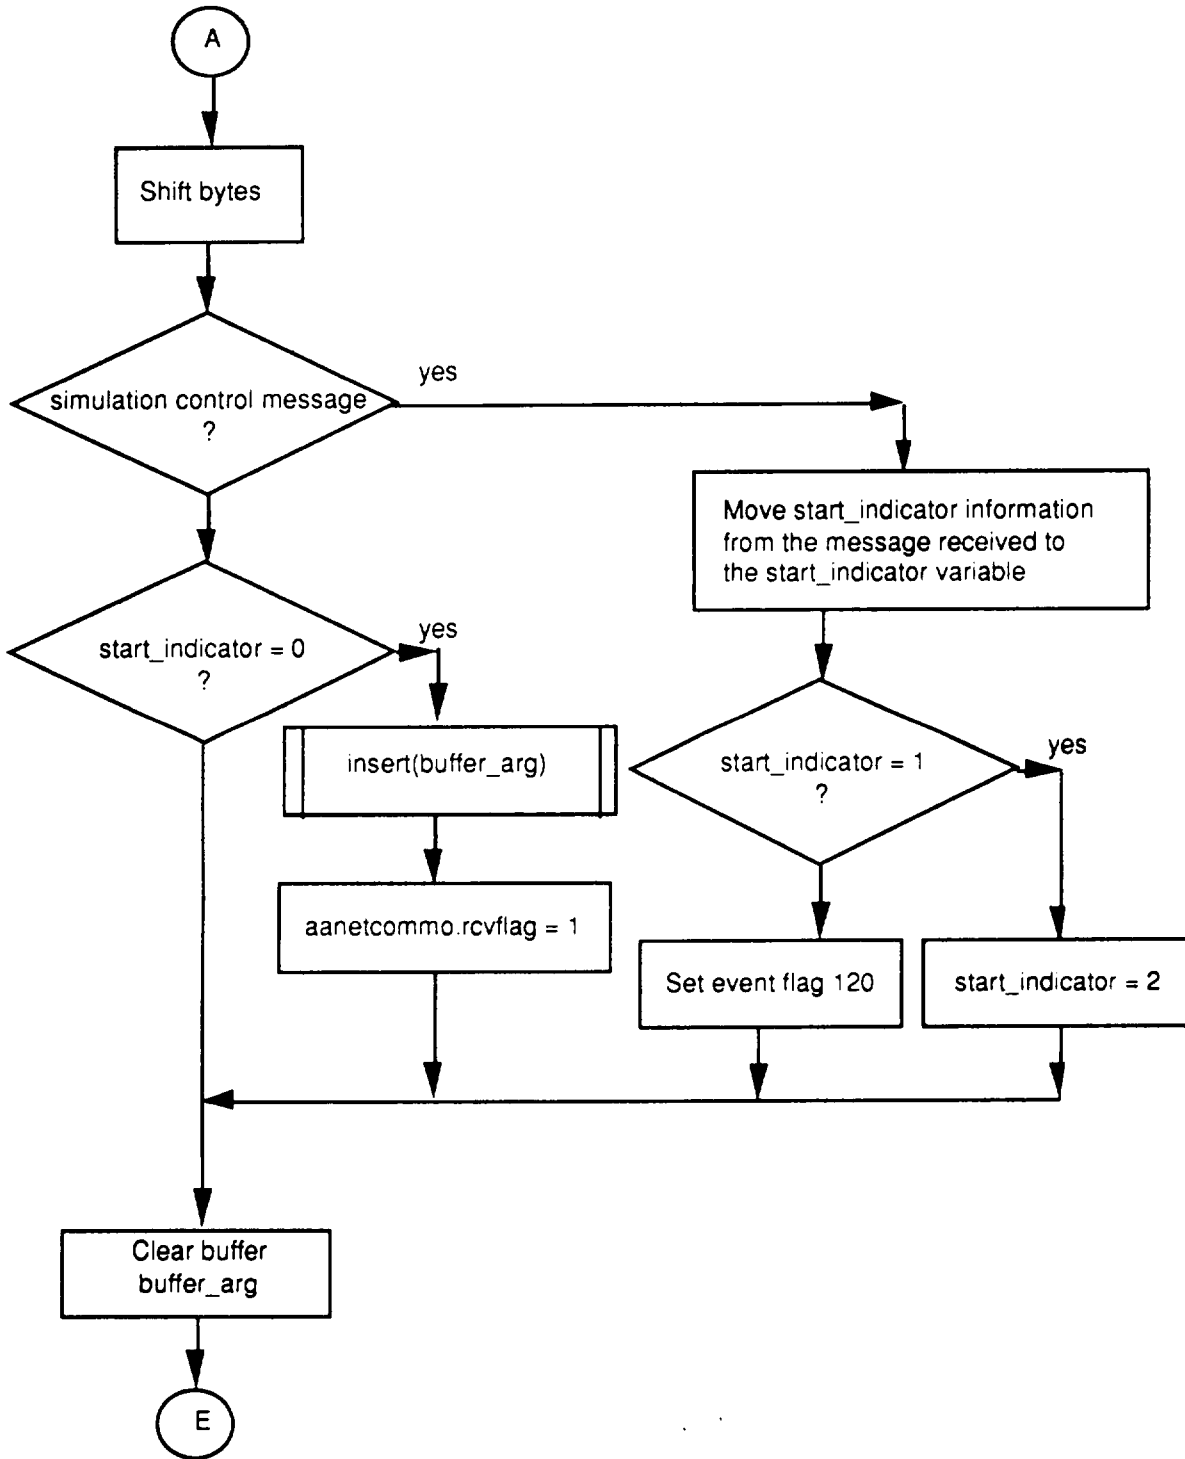 A
Shift bytes
yes
simulation control message
?
Move start_indicator information
from the message received to
the start_indicator variable
yes
start_indicator = 0
?
yes
insert(buffer_arg)
start_indicator = 1
?
aanetcommo.rcvflag = 1
Set event flag 120
start_indicator = 2
Clear buffer
buffer_arg
E